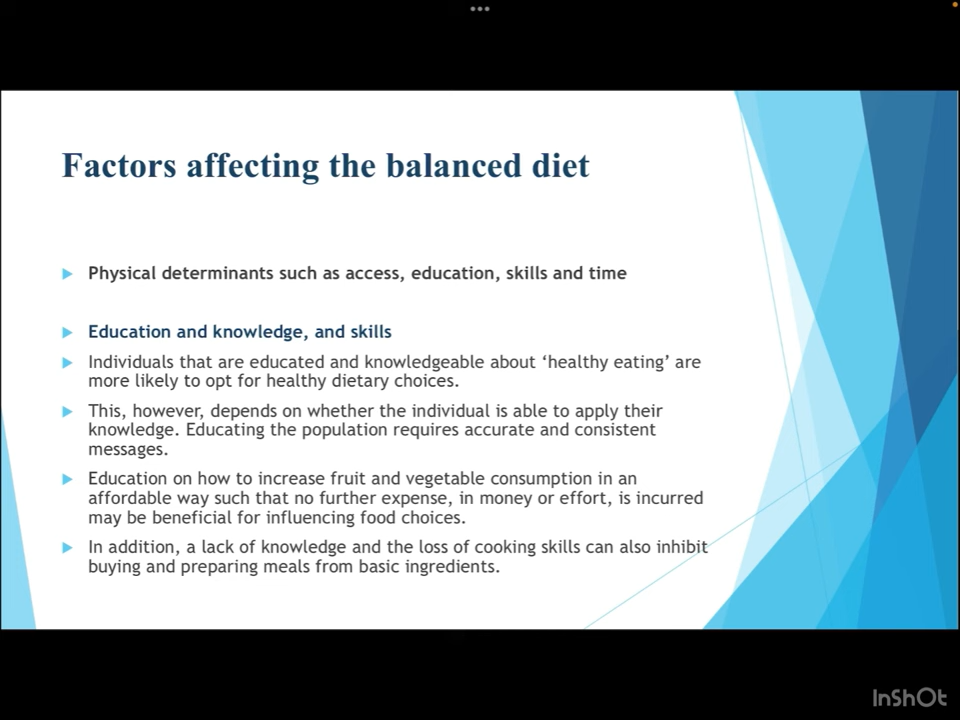 Factors affecting the balanced diet
Physical determinants such as access, education, skills and time
Education and knowledge, and skills
Individuals that are educated and knowledgeable about ‘healthy eating’ are
more likely to opt for healthy dietary choices.
This, however, depends on whether the individual is able to apply their
knowledge. Educating the population requires accurate and consistent
messages.
Education on how to increase fruit and vegetable consumption in an
affordable way such that no further expense, in money or effort, is incurred
may be beneficial for influencing food choices.
In addition, a lack of knowledge and the loss of cooking skills can also inhibit
buying and preparing meals from basic ingredients.
InShOt